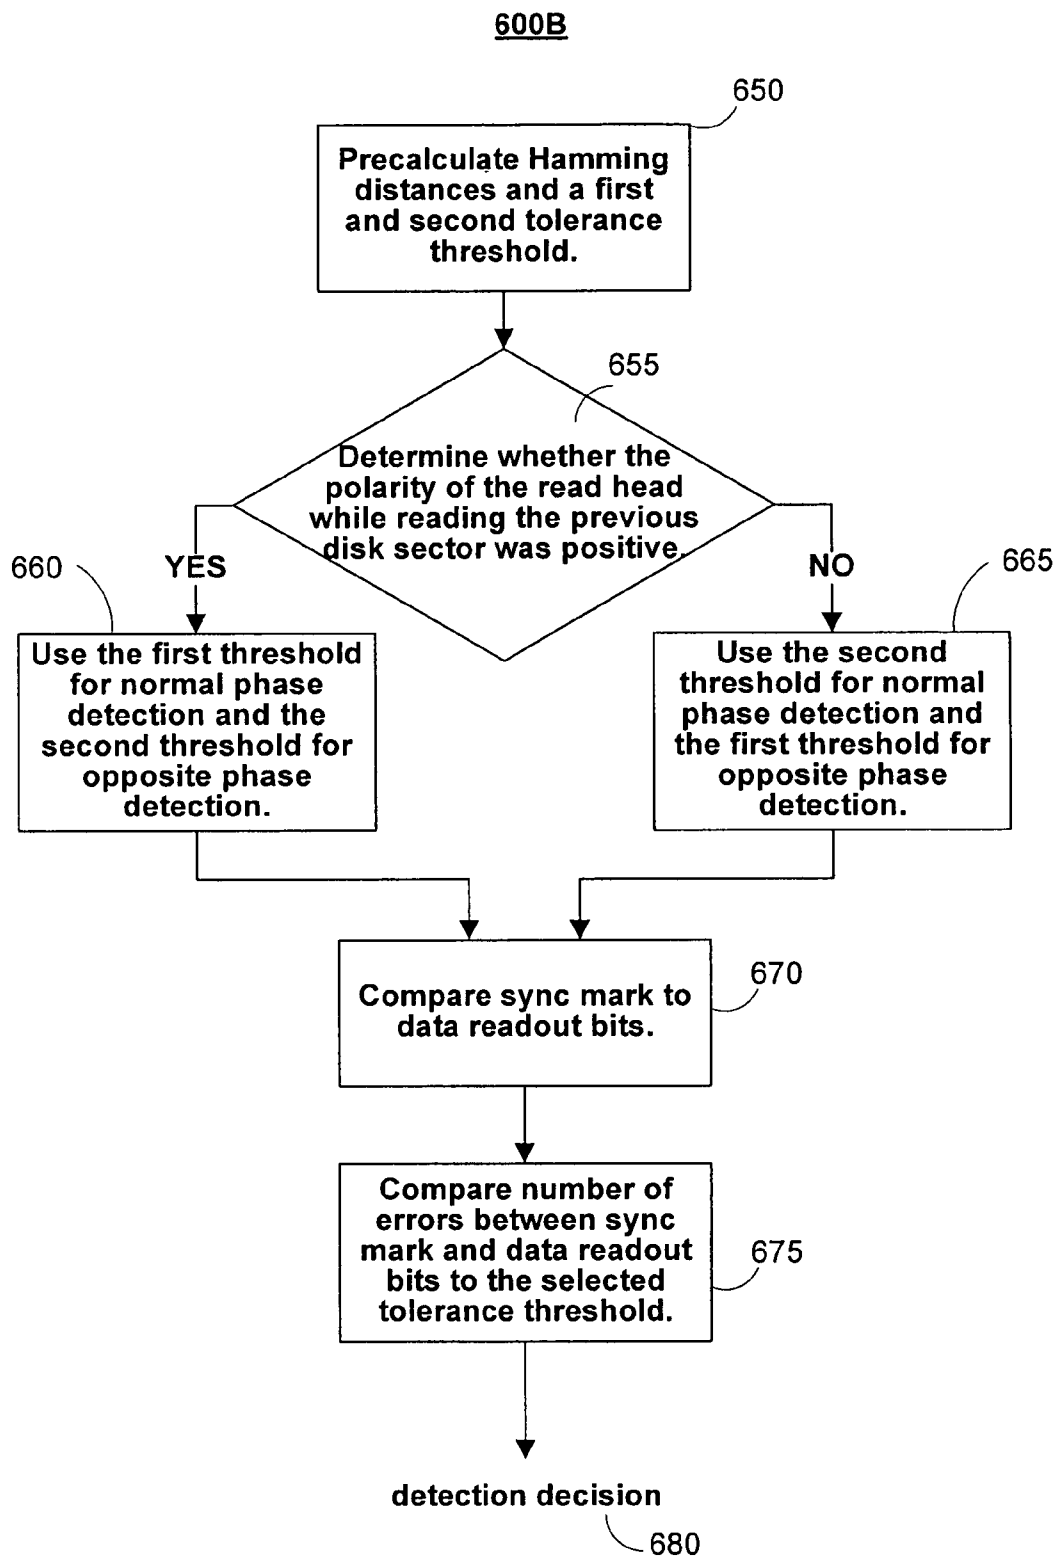 600B
650
Precalculate Hamming
distances and a first
and second tolerance
threshold.
655
Determine whether the
polarity of the read head
while reading the previous
disk sector was positive.
660
YES
NO
665
Use the first threshold
for normal phase
detection and the
second threshold for
opposite phase
detection.
Use the second
threshold for normal
phase detection and
the first threshold for
opposite phase
detection.
670
Compare sync mark to
data readout bits.
Compare number of
errors between sync
mark and data readout
bits to the selected
tolerance threshold.
675
detection decision
680